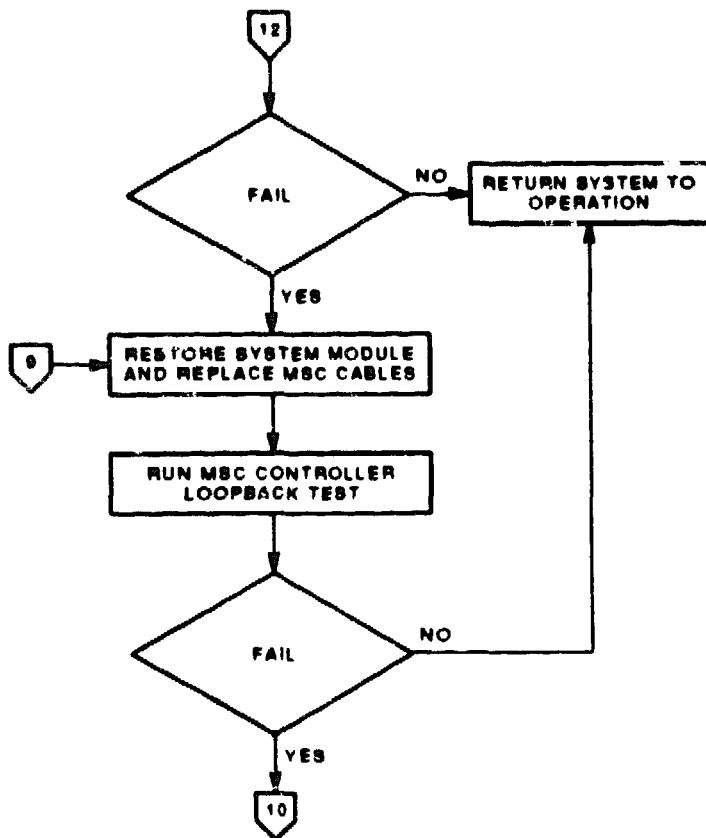 12
FAIL
NO
RETURN SYSTEM TO
OPERATION
YES
9
RESTORE SYSTEM MODULE
AND REPLACE MSC CABLES
RUN MSC CONTROLLER
LOOPBACK TEST
FAIL
NO
YES
10